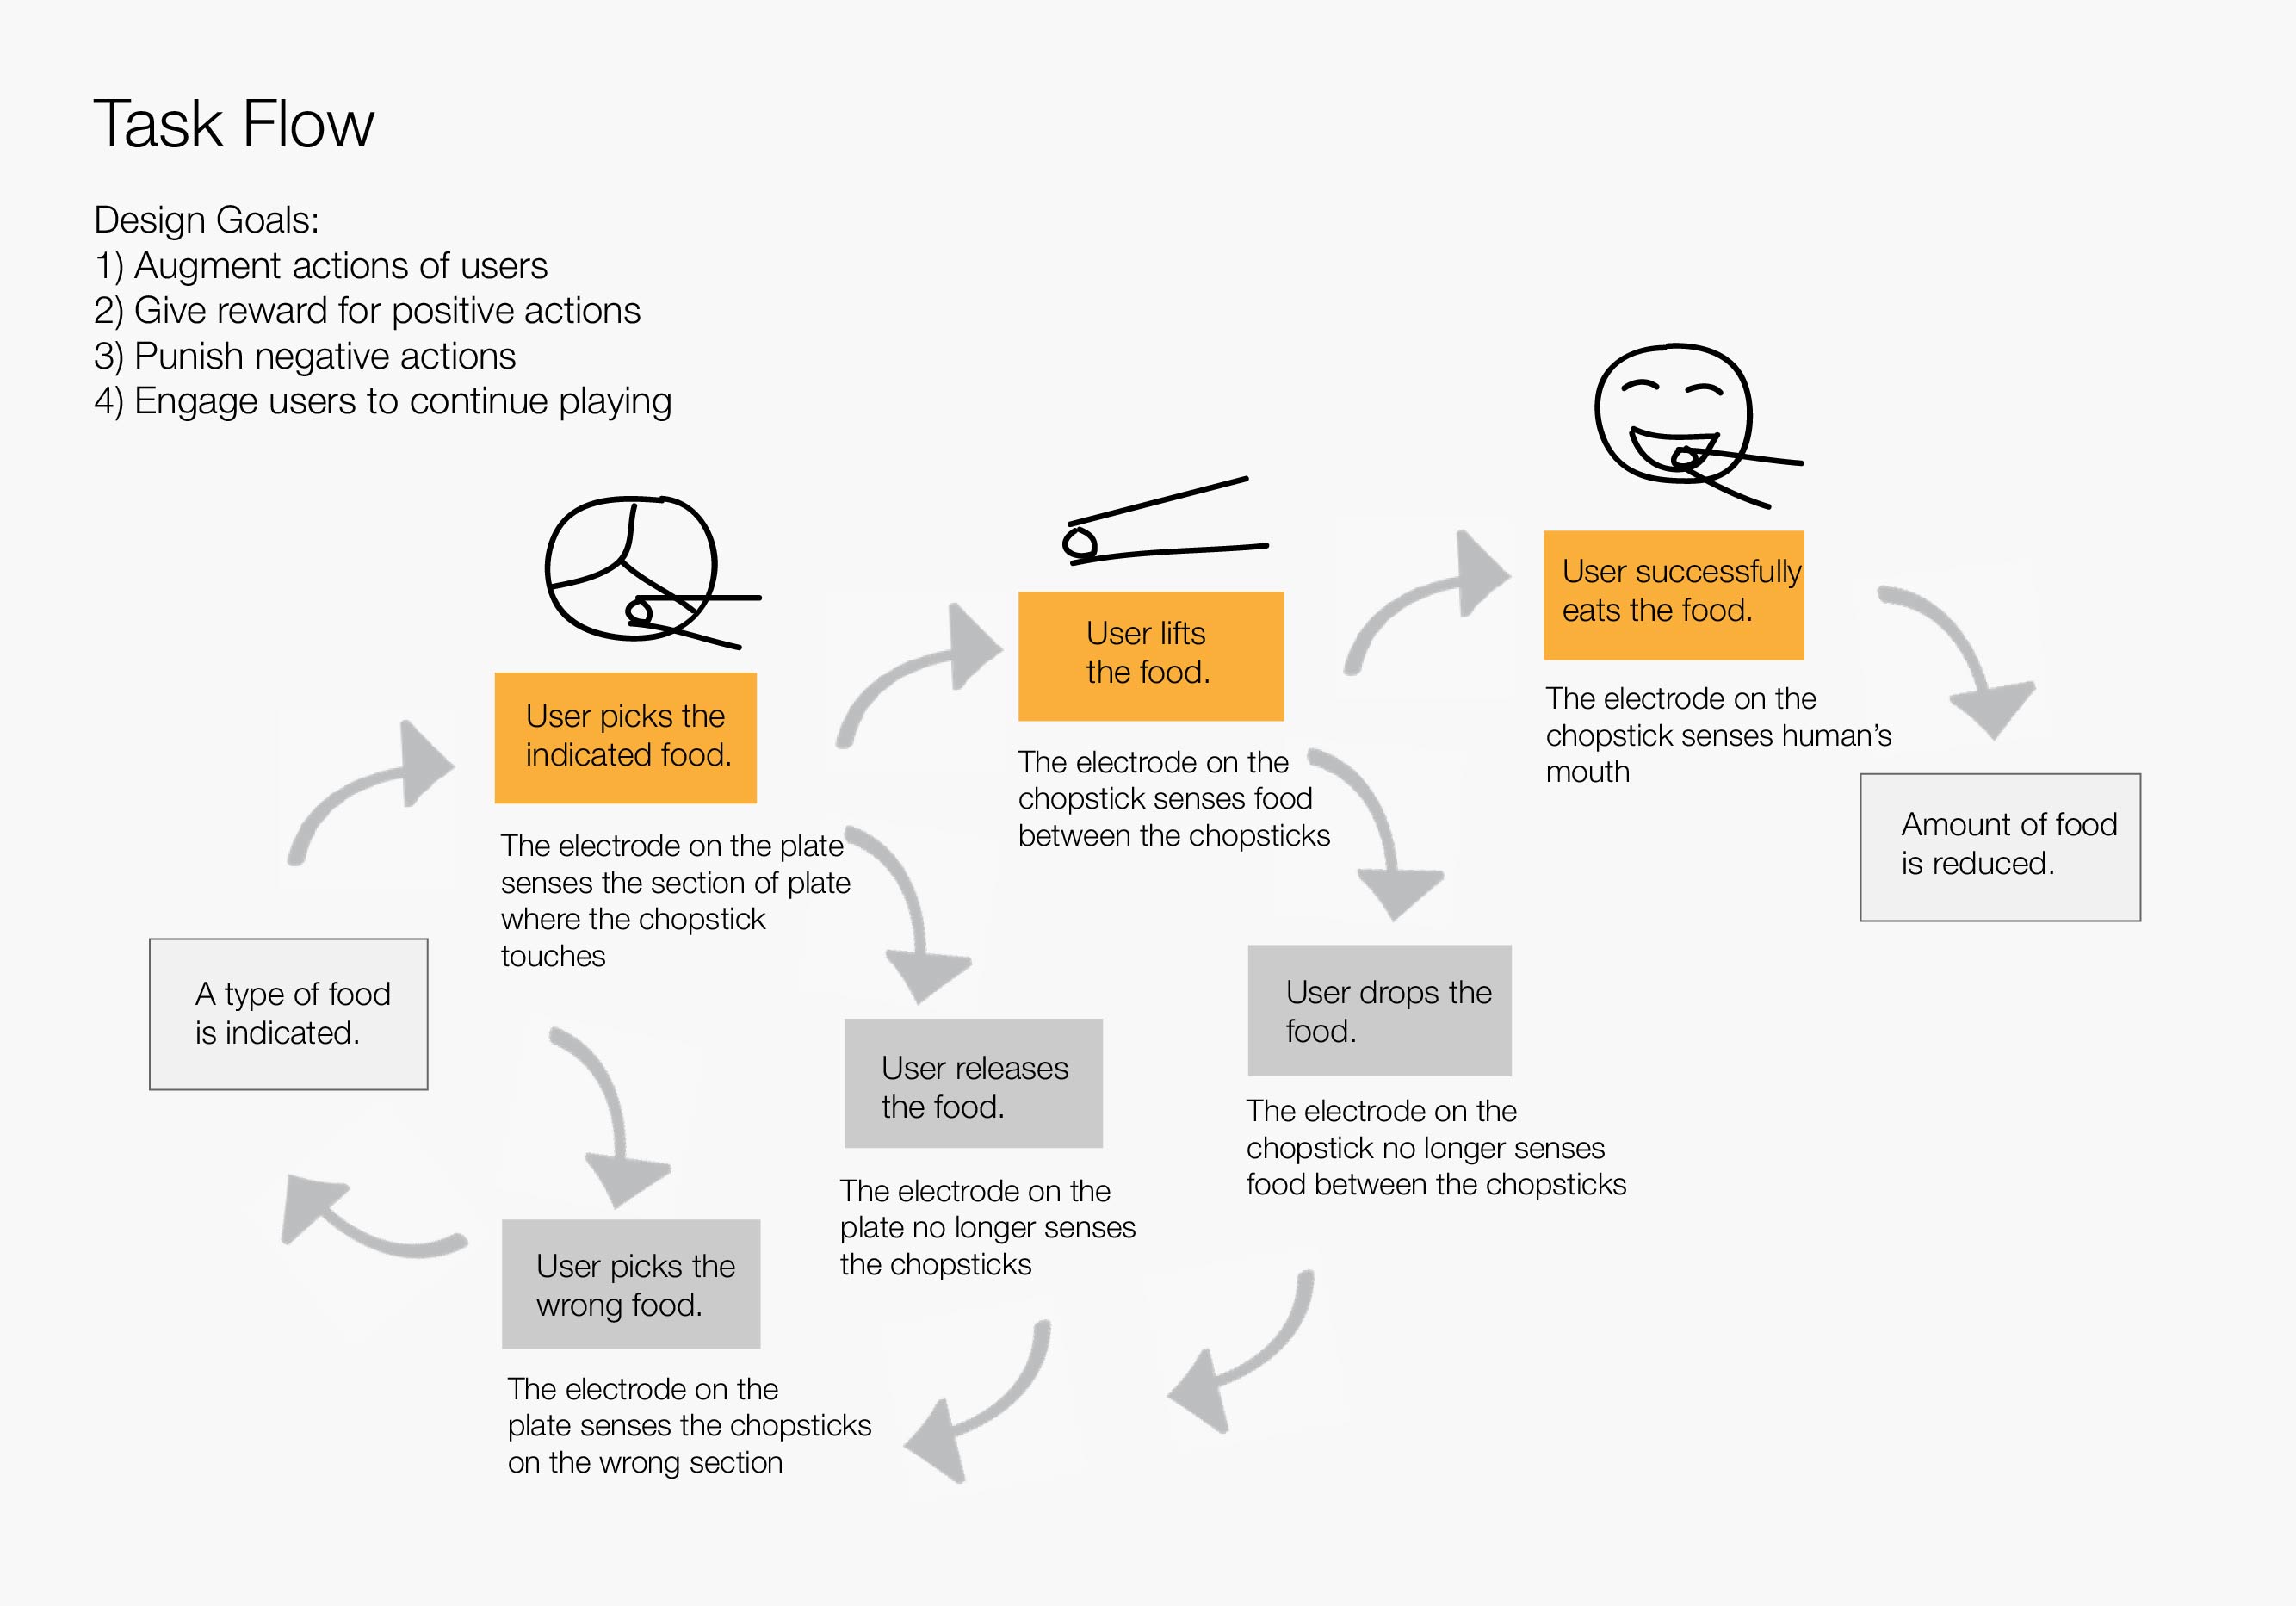 Task Flow
Design Goals:
1) Augment actions of users
2) Give reward for positive actions
3) Punish negative actions
4) Engage users to continue playing
A type of food
is indicated.
User picks the
indicated food.
The electrode on the plate
senses the section of plate
where the chopstick
touches
User lifts
the food.
The electrode on the
chopstick senses food
between the chopsticks
User successfully
eats the food.
The electrode on the
chopstick senses human’s
mouth
Amount of food
is reduced.
User picks the
wrong food.
The electrode on the
plate senses the chopsticks
on the wrong section
User releases
the food.
The electrode on the
plate no longer senses
the chopsticks
User drops the
food.
The electrode on the
chopstick no longer senses
food between the chopsticks